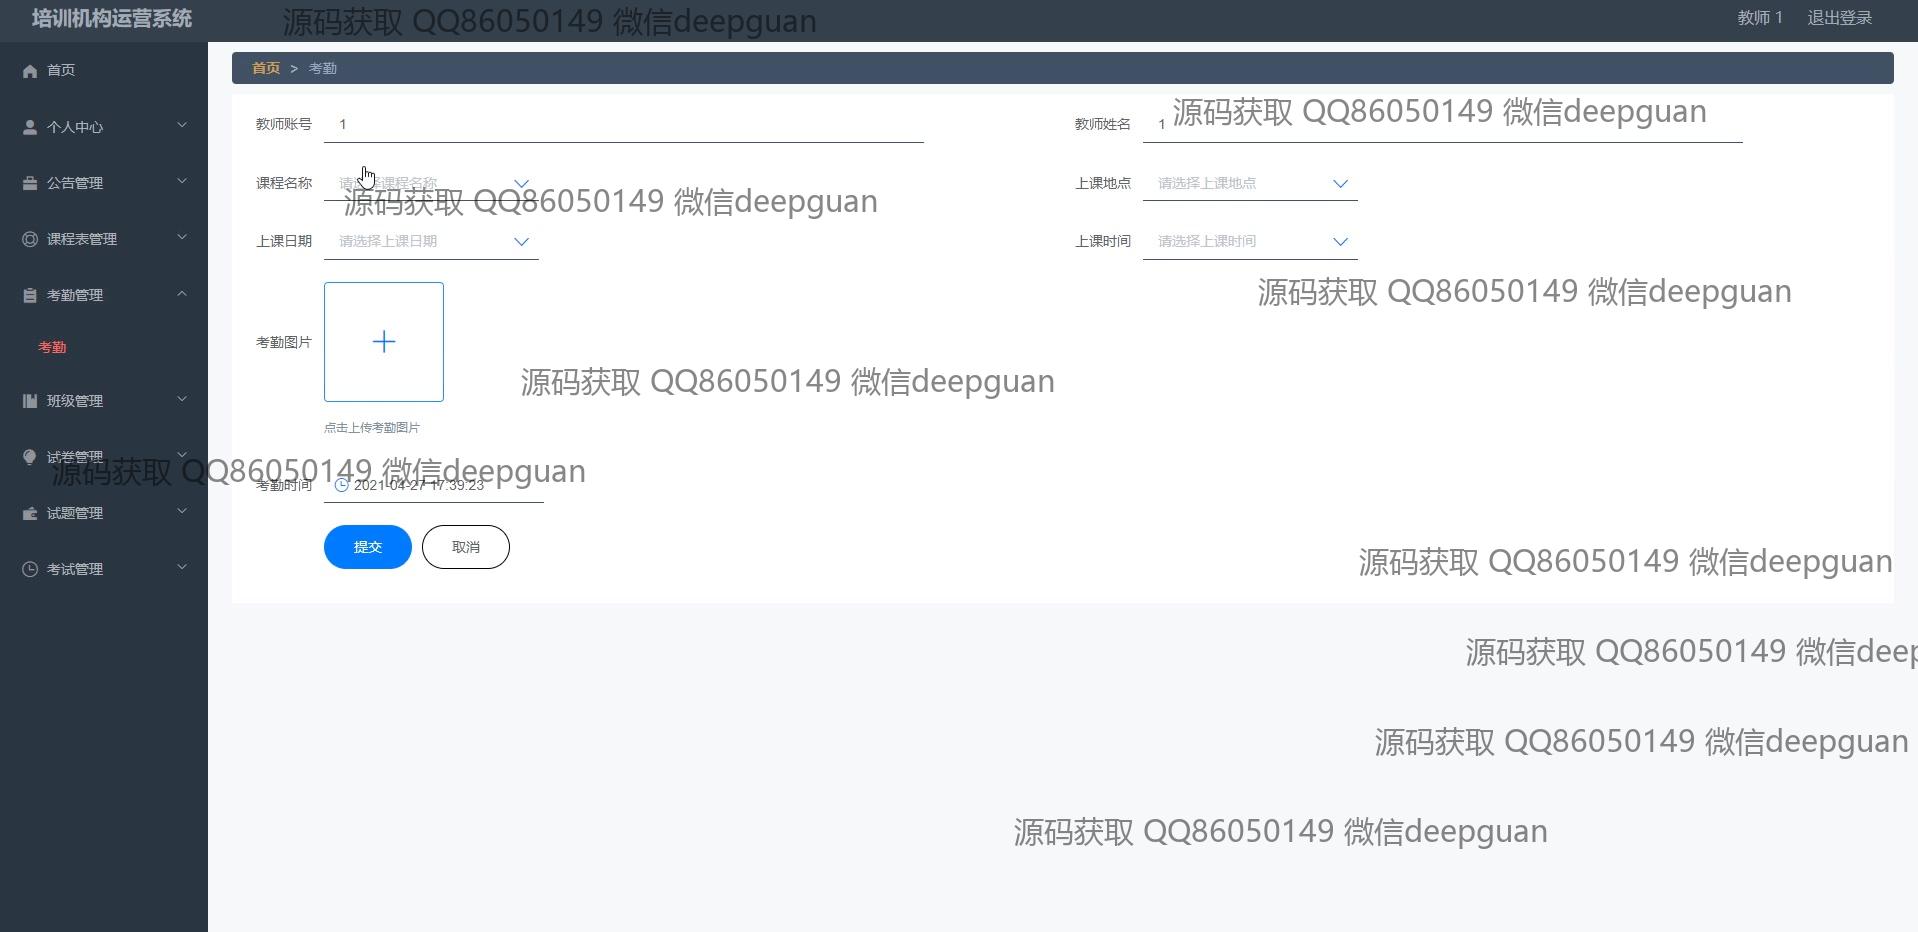 培训机构运营系统
源码获取 QQ86050149 微信deepguan
教师 1
退出登录
首页
个人中心
公告管理
课程表管理
考勤管理
考勤
班级管理
试卷管理
试题管理
考试管理
首页 > 考勤
教师账号 1
教师姓名 1
源码获取 QQ86050149 微信deepguan
课程名称 请选择课程名称
上课地点 请选择上课地点
源码获取 QQ86050149 微信deepguan
上课日期 请选择上课日期
上课时间 请选择上课时间
源码获取 QQ86050149 微信deepguan
考勤图片
源码获取 QQ86050149 微信deepguan
点击上传考勤图片
源码获取 QQ86050149 微信deepguan
考勤时间 2021-04-27 17:39:23
提交
取消
源码获取 QQ86050149 微信deepguan
源码获取 QQ86050149 微信deep
源码获取 QQ86050149 微信deepguan
源码获取 QQ86050149 微信deepguan